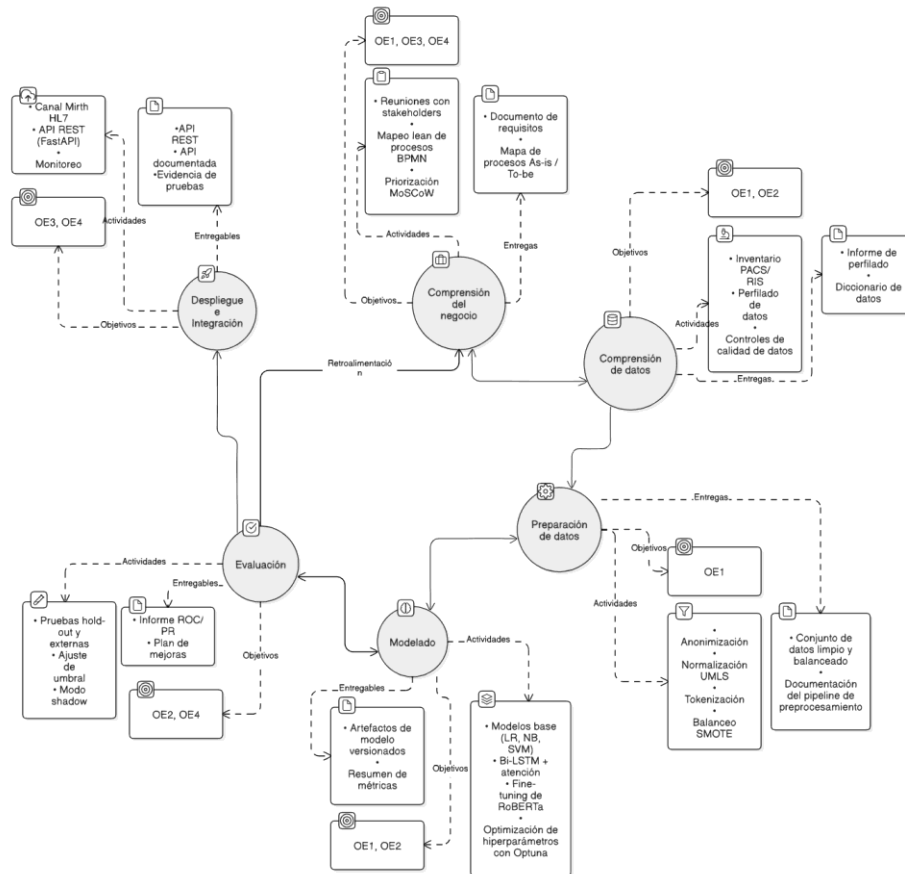 OE1, OE3, OE4
• Canal Mirth
HL7
• API REST
(FastAPI)
•
Monitoreo
•API
REST
• API
documentada
•Evidencia de
pruebas
• Reuniones con
stakeholders
•
Mapeo lean de
procesos
BPMN
•
Priorización
MoSCoW
• Documento de
requisitos
•
Mapa de
procesos As-is /
To-be
OE3, OE4
Actividades
Entregables
Objetivos
Despliegue
e
Integración
Actividades
Entregas
Objetivos
Comprensión
del
negocio
OE1, OE2
Objetivos
• Inventario
PACS/
RIS
• Perfilado
de
datos
•
Controles de
calidad de datos
• Informe de
perfilado
•
Diccionario de
datos
Actividades
Entregas
Comprensión
de datos
Retroalimentació
n
Preparación
de datos
Entregas
Objetivos
OE1
Actividades
•
Anonimización
•
Normalización
UMLS
•
Tokenización
•
Balanceo
SMOTE
• Conjunto de
datos limpio y
balanceado
•
Documentación
del pipeline de
preprocesamiento
Evaluación
Actividades
Entregables
Objetivos
• Pruebas hold-
out y
externas
• Ajuste
de
umbral
• Modo
shadow
• Informe ROC/
PR
• Plan de
mejoras
OE2, OE4
Modelado
Actividades
Entregables
Objetivos
• Artefactos de
modelo
versionados
•
Resumen de
métricas
OE1, OE2
• Modelos base
(LR, NB,
SVM)
• Bi-LSTM +
atención
• Fine-
tuning de
RoBERTa
•
Optimización de
hiperparámetros
con Optuna